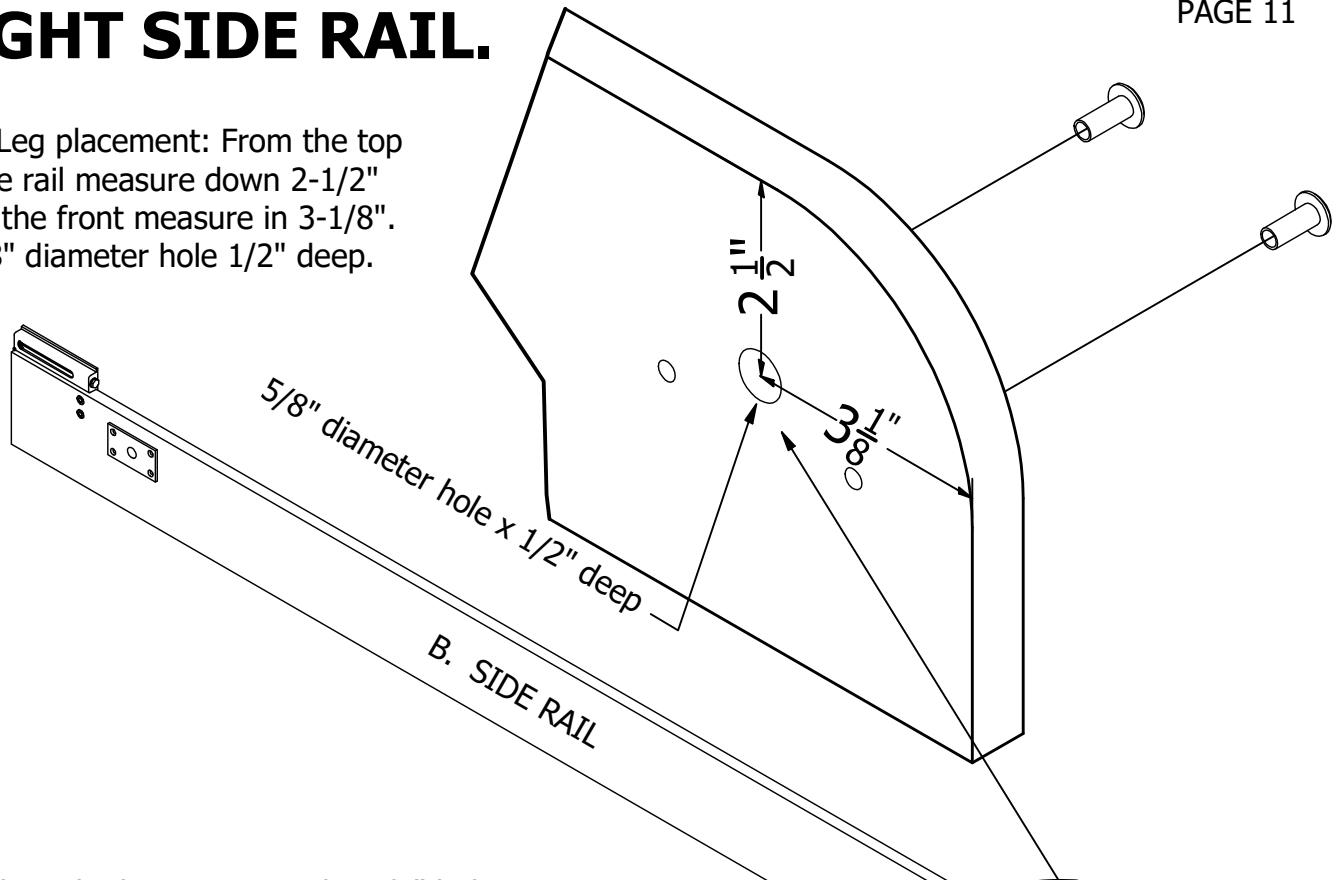 PAGE 11
GHT SIDE RAIL.
Leg placement: From the top
e rail measure down 2-1/2"
the front measure in 3-1/8".
" diameter hole 1/2" deep.
2 1/2"
3 1/8"
5/8" diameter hole x 1/2" deep
B. SIDE RAIL